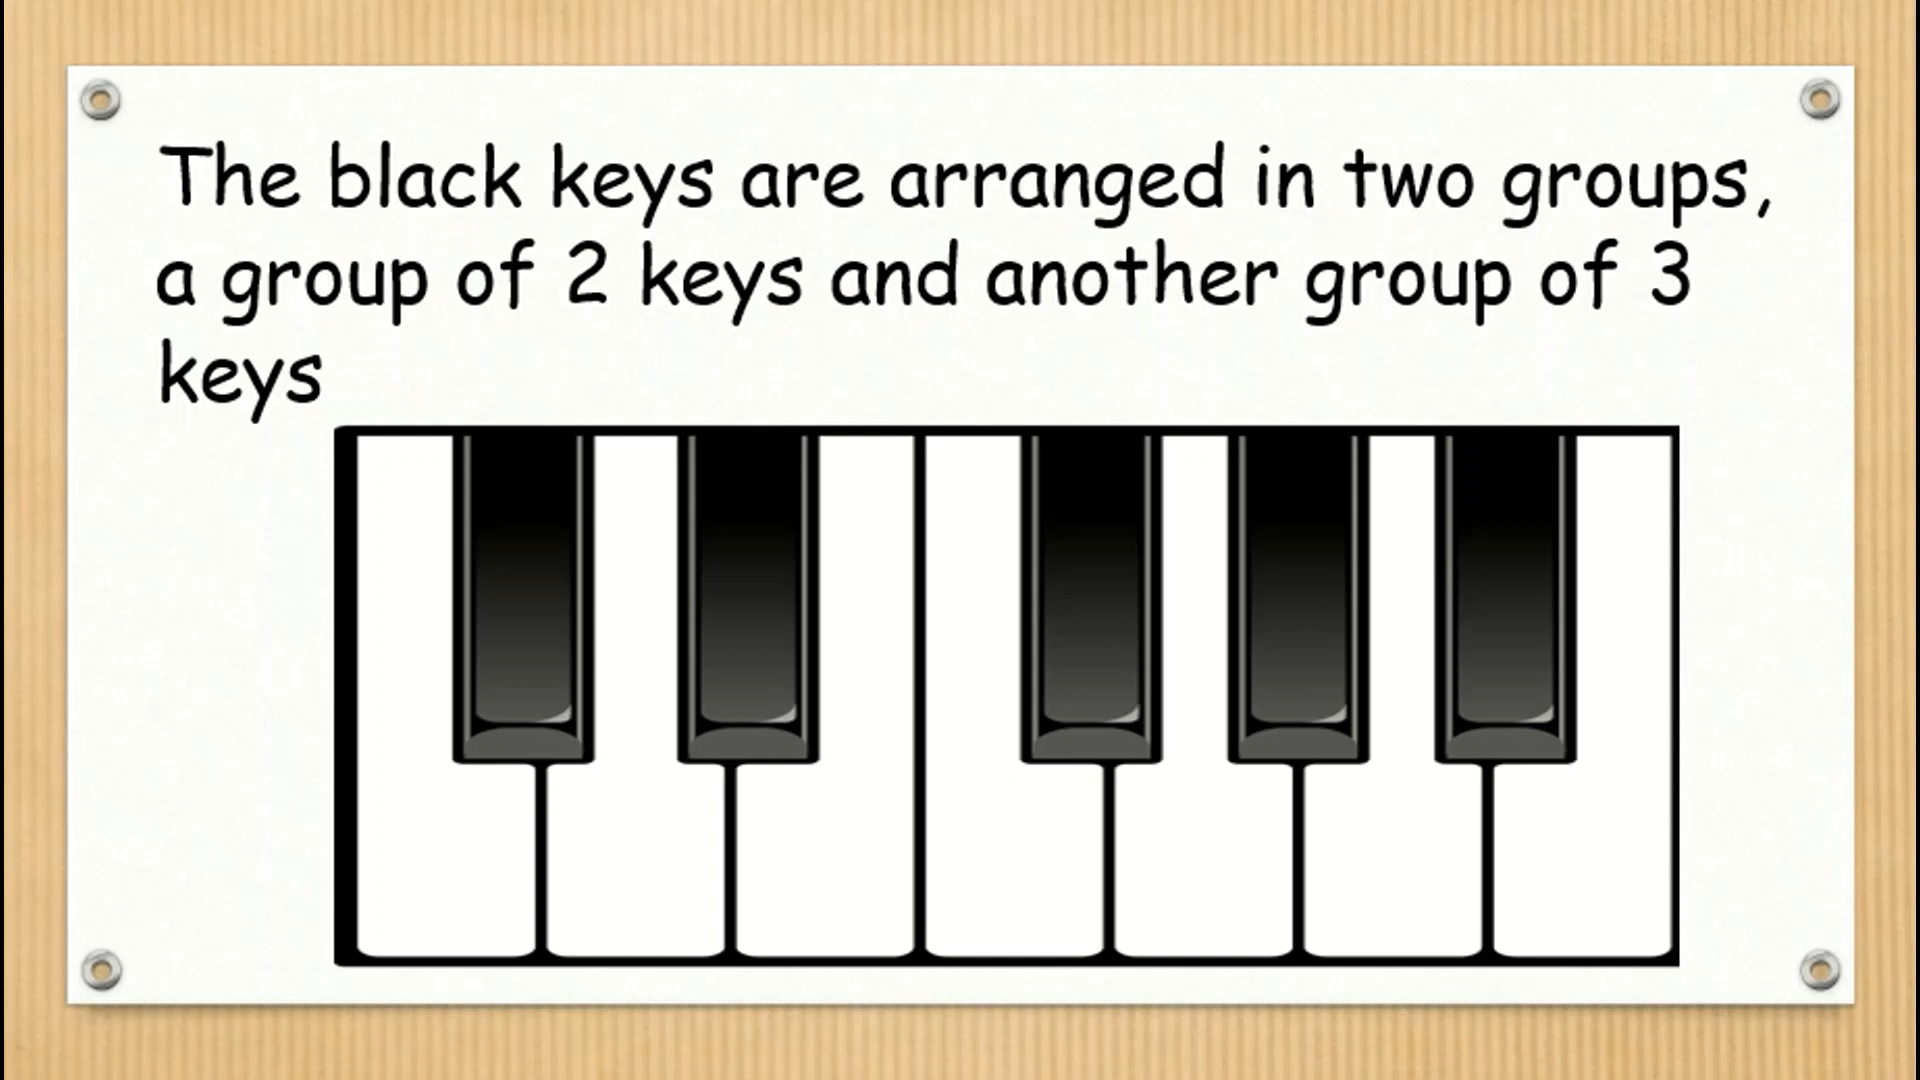 The black keys are arranged in two groups,
a group of 2 keys and another group of 3
keys